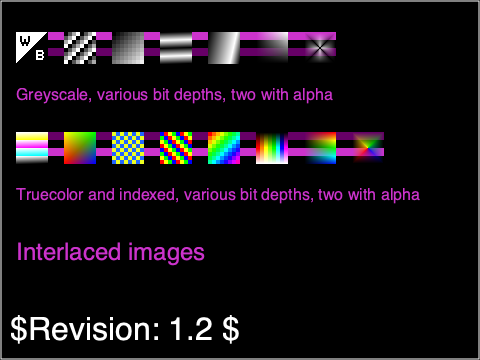 W
B
Greyscale, various bit depths, two with alpha
Truecolor and indexed, various bit depths, two with alpha
Interlaced images
$Revision: 1.2 $